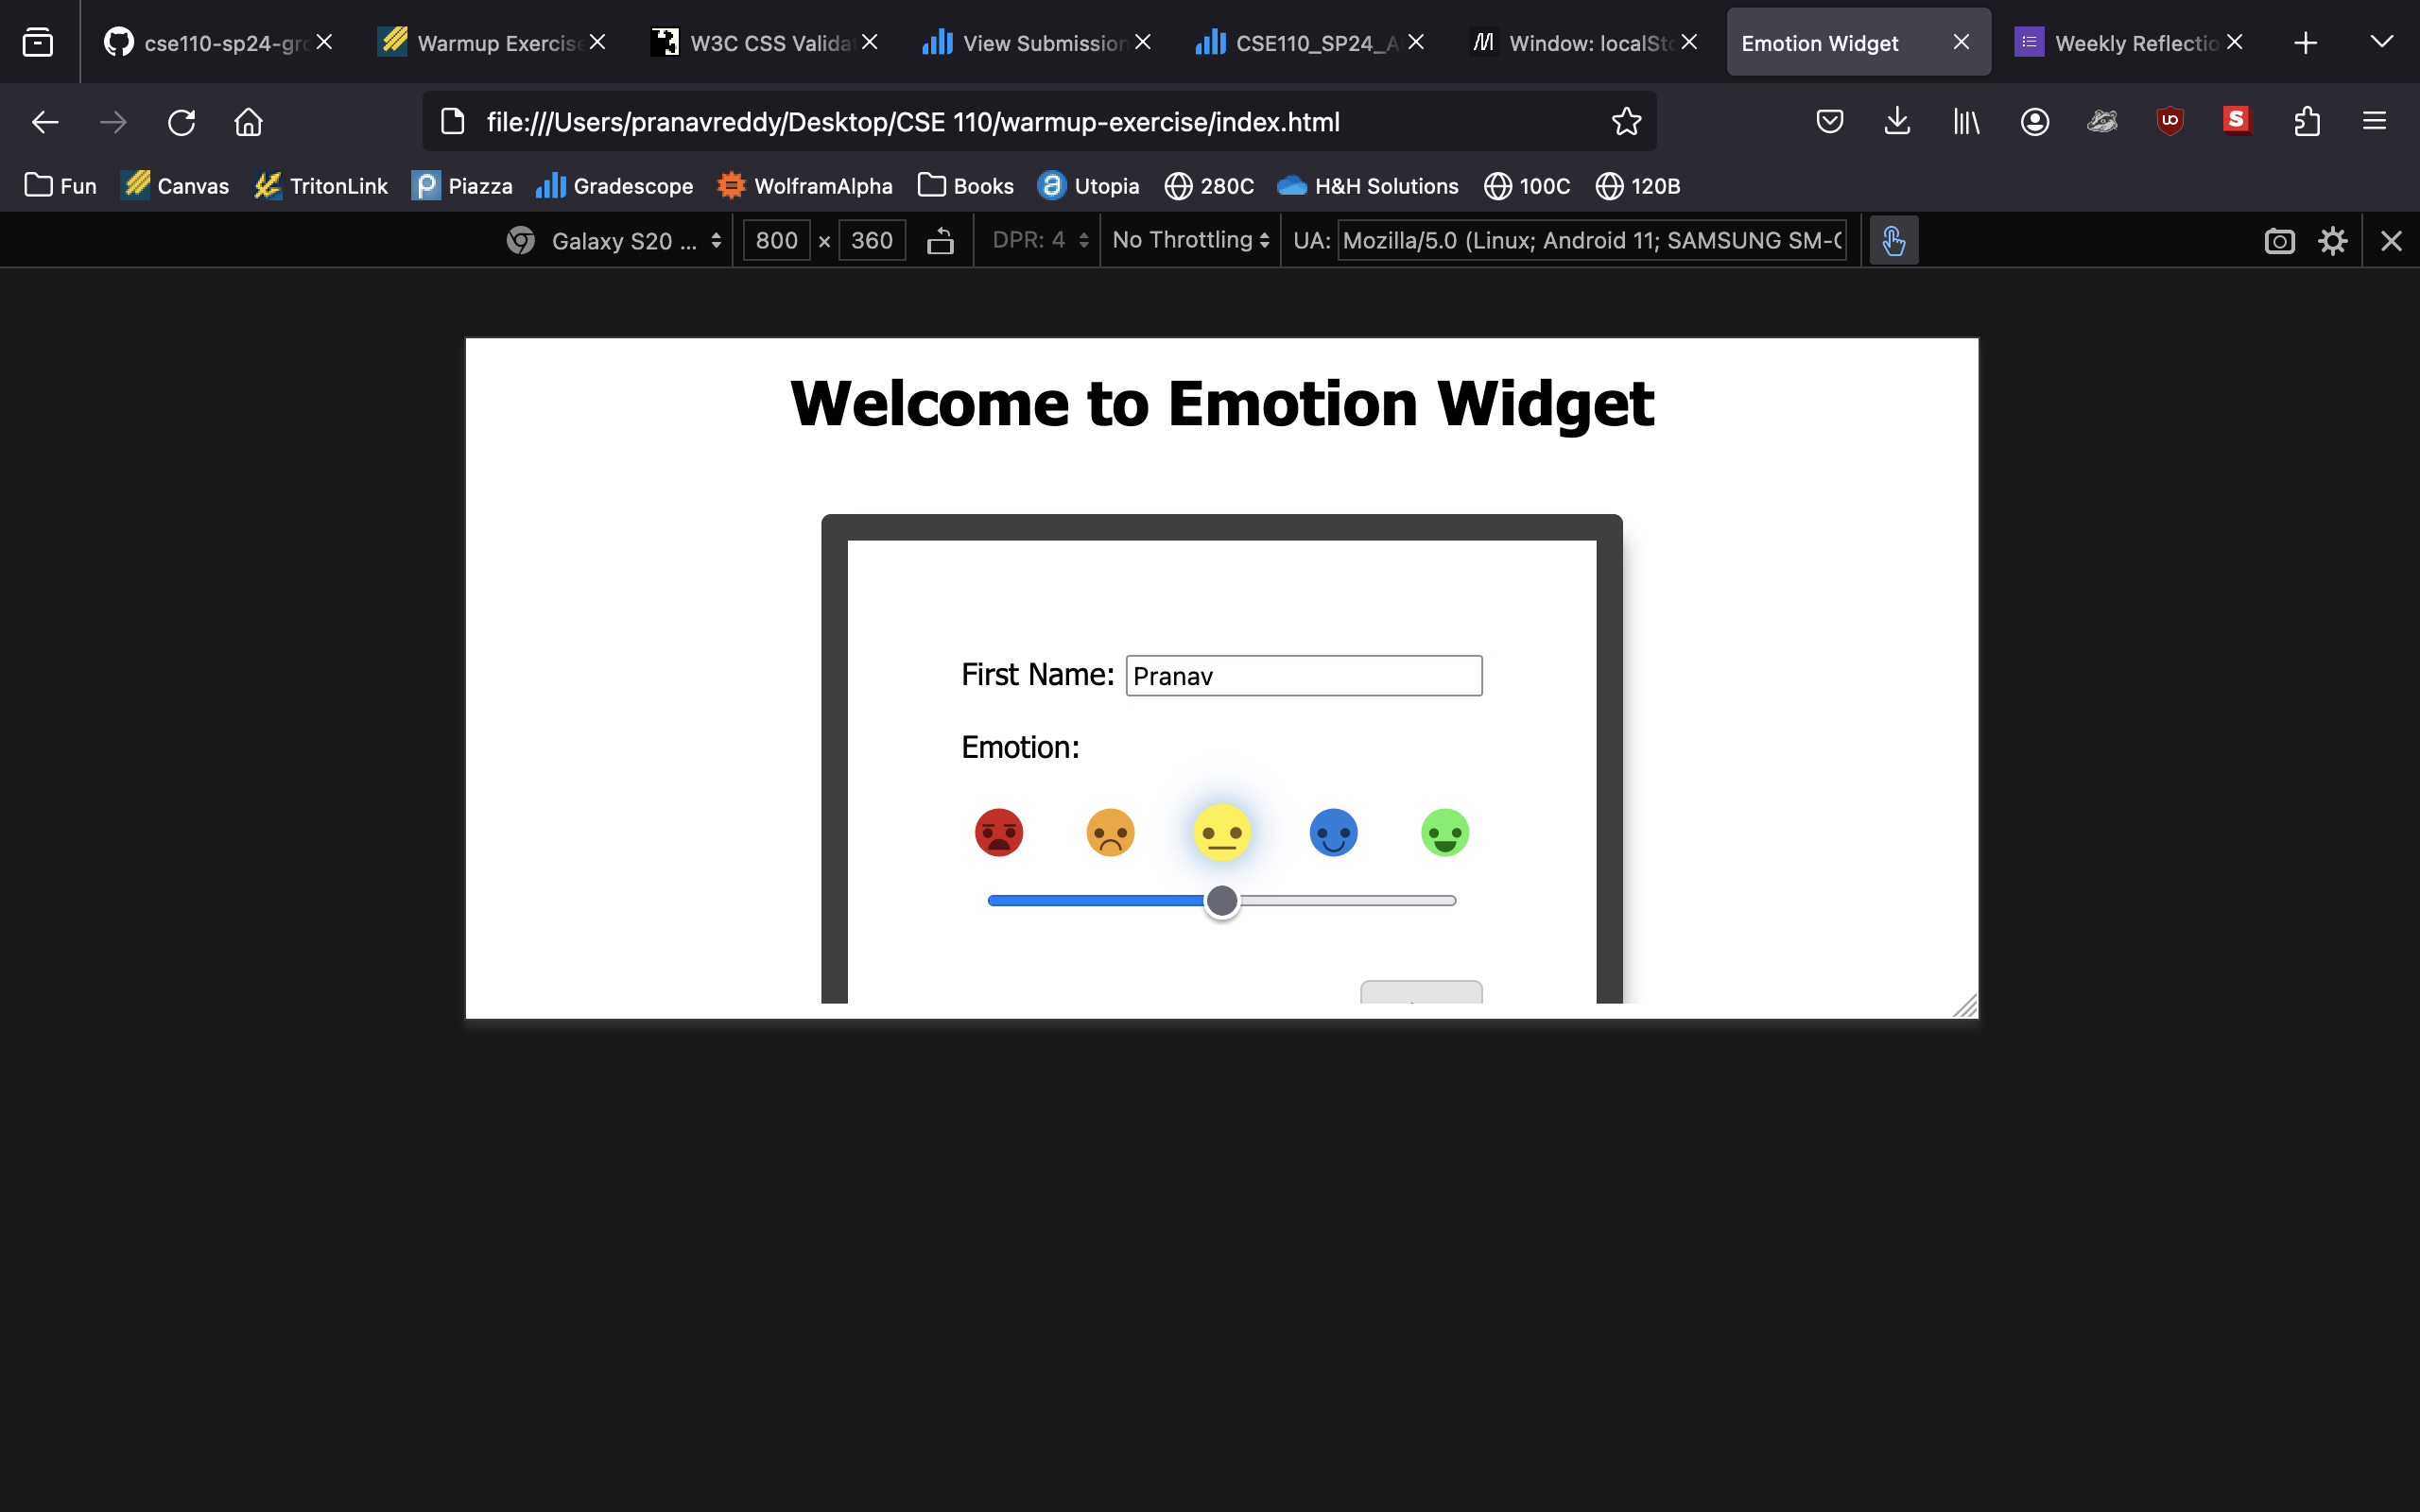 cse110-sp24-gr
Warmup Exercise
W3C CSS Valida
View Submission
CSE110_SP24_A
Window: localSto
Emotion Widget
Weekly Reflectio
file:///Users/pranavreddy/Desktop/CSE 110/warmup-exercise/index.html
Fun
Canvas
TritonLink
Piazza
Gradescope
WolframAlpha
Books
Utopia
280C
H&H Solutions
100C
120B
Galaxy S20 ...
800 × 360
DPR: 4
No Throttling
UA: Mozilla/5.0 (Linux; Android 11; SAMSUNG SM-
Welcome to Emotion Widget
First Name: Pranav
Emotion: